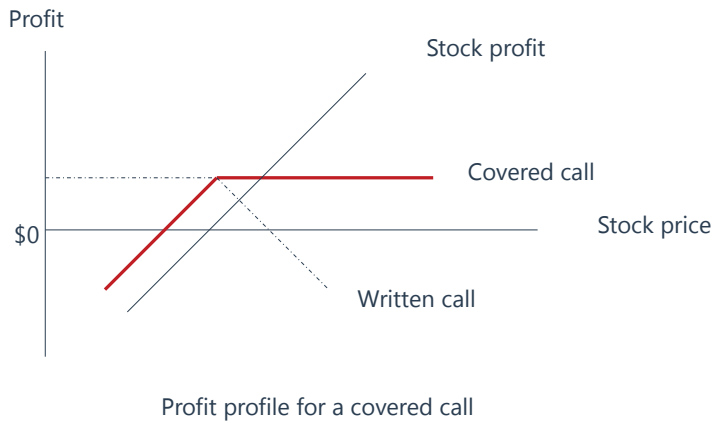 Profit
Stock profit
Covered call
Stock price
$0
Written call
Profit profile for a covered call